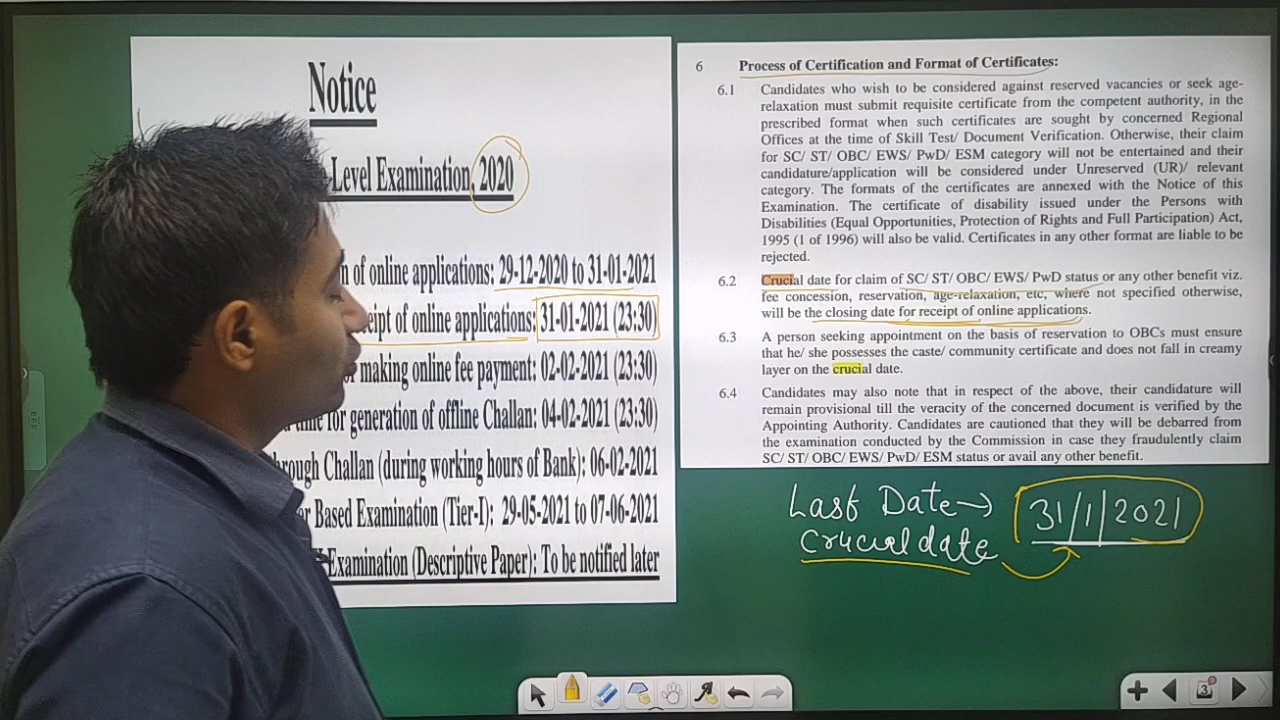 Notice
Level Examination, 2020
n of online applications: 29-12-2020 to 31-01-2021
eipt of online applications: 31-01-2021 (23:30)
making online fee payment: 02-02-2021 (23:30)
for generation of offline Challan: 04-02-2021 (23:30)
hrough Challan (during working hours of Bank): 06-02-2021
er Based Examination (Tier-I): 29-05-2021 to 07-06-2021
Examination (Descriptive Paper): To be notified later
6 Process of Certification and Format of Certificates:
6.1 Candidates who wish to be considered against reserved vacancies or seek age-
relaxation must submit requisite certificate from the competent authority, in the
prescribed format when such certificates are sought by concerned Regional
Offices at the time of Skill Test/ Document Verification. Otherwise, their claim
for SC/ ST/ OBC/ EWS/ PwD/ ESM category will not be entertained and their
candidature/application will be considered under Unreserved (UR)/ relevant
category. The formats of the certificates are annexed with the Notice of this
Examination. The certificate of disability issued under the Persons with
Disabilities (Equal Opportunities, Protection of Rights and Full Participation) Act,
1995 (1 of 1996) will also be valid. Certificates in any other format are liable to be
rejected.
6.2 Crucial date for claim of SC/ ST/ OBC/ EWS/ PwD status or any other benefit viz.
fee concession, reservation, age-relaxation, etc, where not specified otherwise,
will be the closing date for receipt of online applications.
6.3 A person seeking appointment on the basis of reservation to OBCs must ensure
that he/ she possesses the caste/ community certificate and does not fall in creamy
layer on the crucial date.
6.4 Candidates may also note that in respect of the above, their candidature will
remain provisional till the veracity of the concerned document is verified by the
Appointing Authority. Candidates are cautioned that they will be debarred from
the examination conducted by the Commission in case they fraudulently claim
SC/ ST/ OBC/ EWS/ PwD/ ESM status or avail any other benefit.
Last Date → 31/1/2021
Crucial date
3